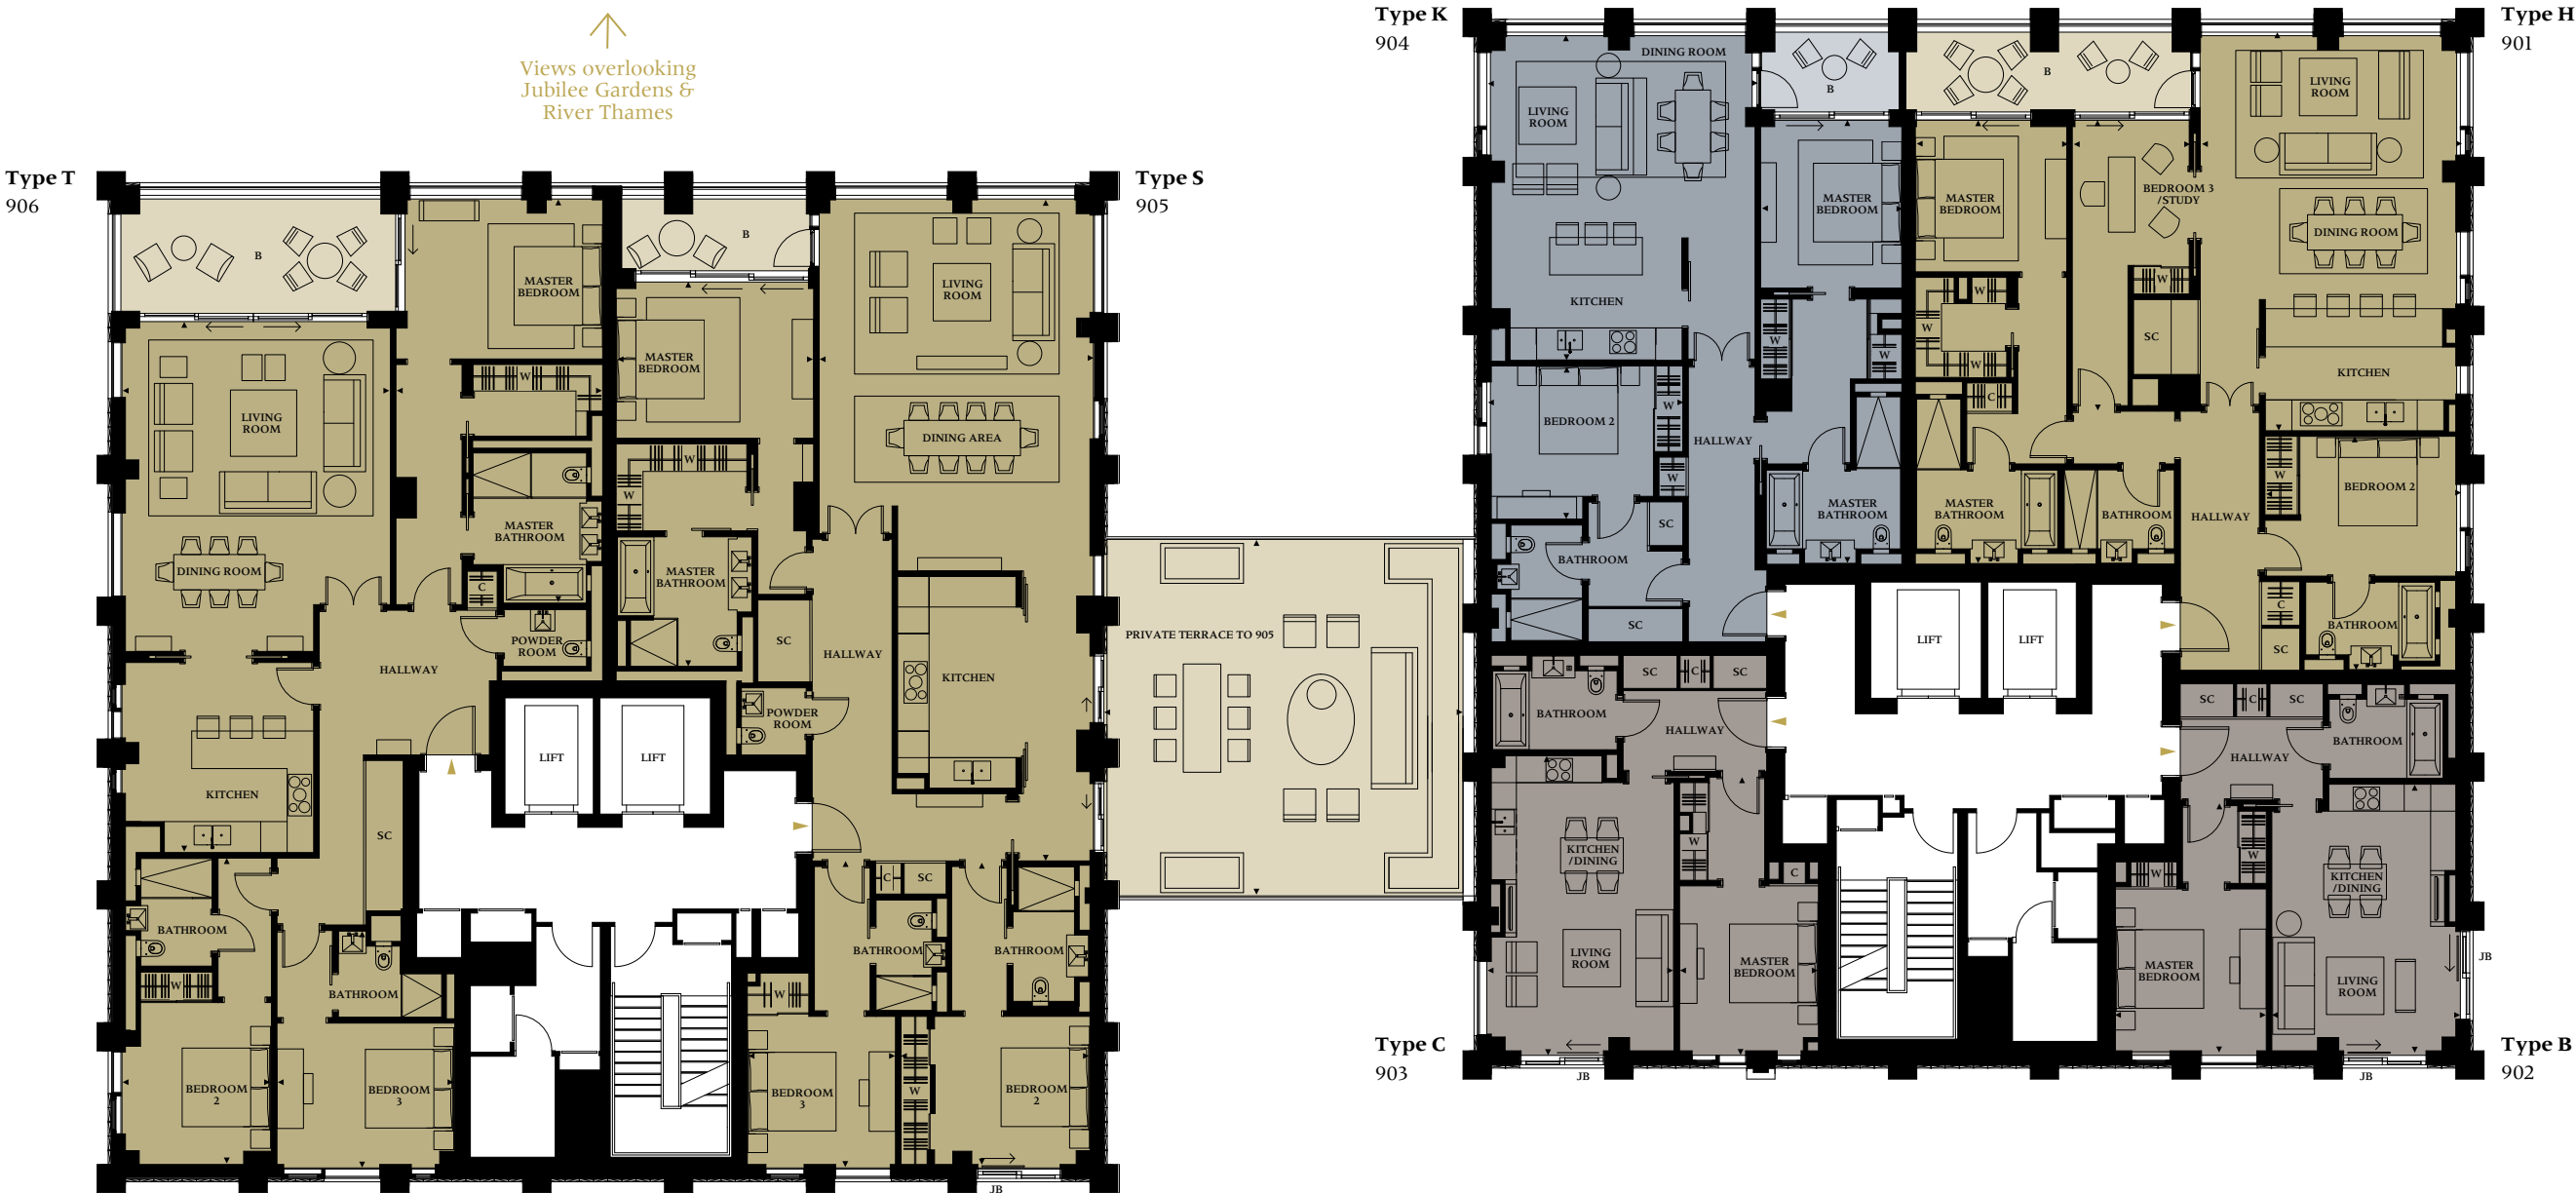 Views overlooking
Jubilee Gardens &
River Thames
Type T
906
B
MASTER
BEDROOM
LIVING
ROOM
W
MASTER
BATHROOM
DINING ROOM
C
POWDER
ROOM
HALLWAY
KITCHEN
SC
BATHROOM
W
BATHROOM
BEDROOM
2
BEDROOM
3
LIFT
LIFT
Type S
905
B
LIVING
ROOM
MASTER
BEDROOM
DINING AREA
W
W
MASTER
BATHROOM
SC
HALLWAY
KITCHEN
POWDER
ROOM
C
SC
BATHROOM
BATHROOM
W
W
BEDROOM
3
BEDROOM
2
JB
PRIVATE TERRACE TO 905
Type K
904
DINING ROOM
B
LIVING
ROOM
MASTER
BEDROOM
KITCHEN
W
W
W
BEDROOM 2
HALLWAY
W
SC
MASTER
BATHROOM
BATHROOM
SC
Type H
901
B
LIVING
ROOM
MASTER
BEDROOM
BEDROOM 3
/STUDY
DINING ROOM
W
W
W
SC
W
KITCHEN
C
W
BEDROOM 2
MASTER
BATHROOM
BATHROOM
HALLWAY
C
BATHROOM
SC
LIFT
LIFT
SC
C
SC
BATHROOM
HALLWAY
W
KITCHEN
/DINING
C
LIVING
ROOM
MASTER
BEDROOM
JB
Type C
903
SC
C
SC
BATHROOM
HALLWAY
W
W
KITCHEN
/DINING
MASTER
BEDROOM
LIVING
ROOM
JB
JB
Type B
902